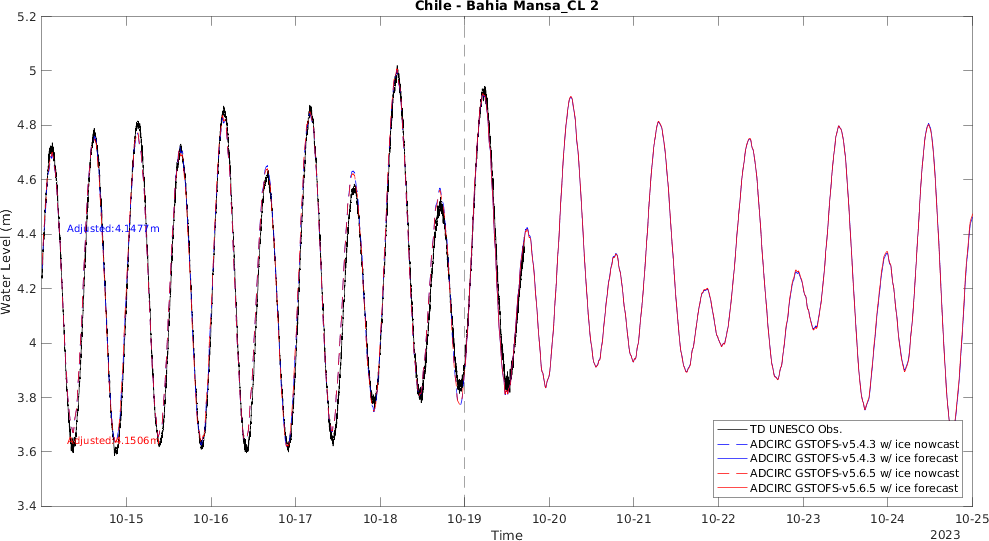 Chile - Bahia Mansa_CL 2
5.2
5
4.8
4.6
4.4
4.2
4
3.8
3.6
3.4
Water Level (m)
Adjusted:4.1477m
Adjusted:4.1506m
TD UNESCO Obs.
ADCIRC GSTOFS-v5.4.3 w/ ice nowcast
ADCIRC GSTOFS-v5.4.3 w/ ice forecast
ADCIRC GSTOFS-v5.6.5 w/ ice nowcast
ADCIRC GSTOFS-v5.6.5 w/ ice forecast
10-15 10-16 10-17 10-18 10-19 10-20 10-21 10-22 10-23 10-24 10-25
Time
2023